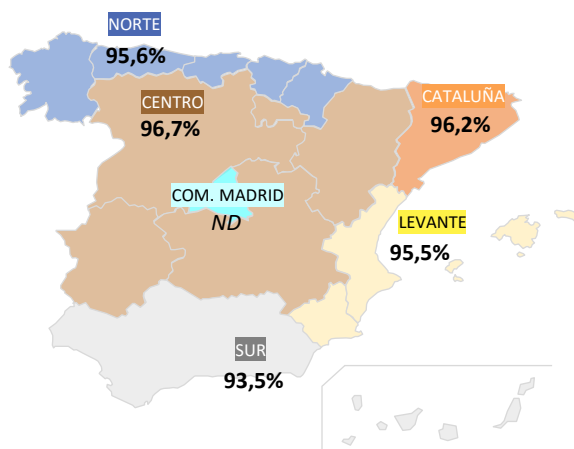 NORTE
95,6%
CENTRO
96,7%
CATALUÑA
96,2%
COM. MADRID
ND
LEVANTE
95,5%
SUR
93,5%